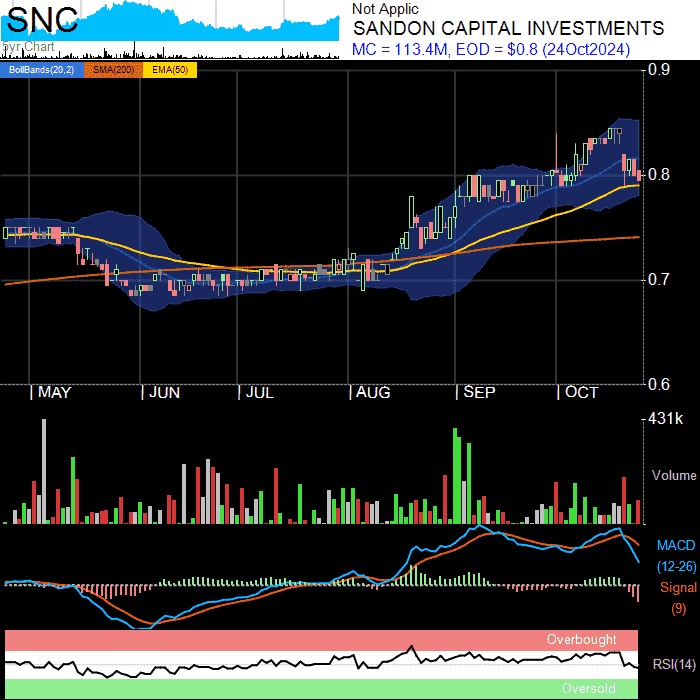 SNC
5yr Chart
Not Applic
SANDON CAPITAL INVESTMENTS
MC = 113.4M, EOD = $0.8 (24Oct2024)
BollBands(20,2) SMA(200) EMA(50)
0.9
0.8
0.7
0.6
MAY JUN JUL AUG SEP OCT
431k
Volume
MACD
(12-26)
Signal
(9)
Overbought
RSI(14)
Oversold